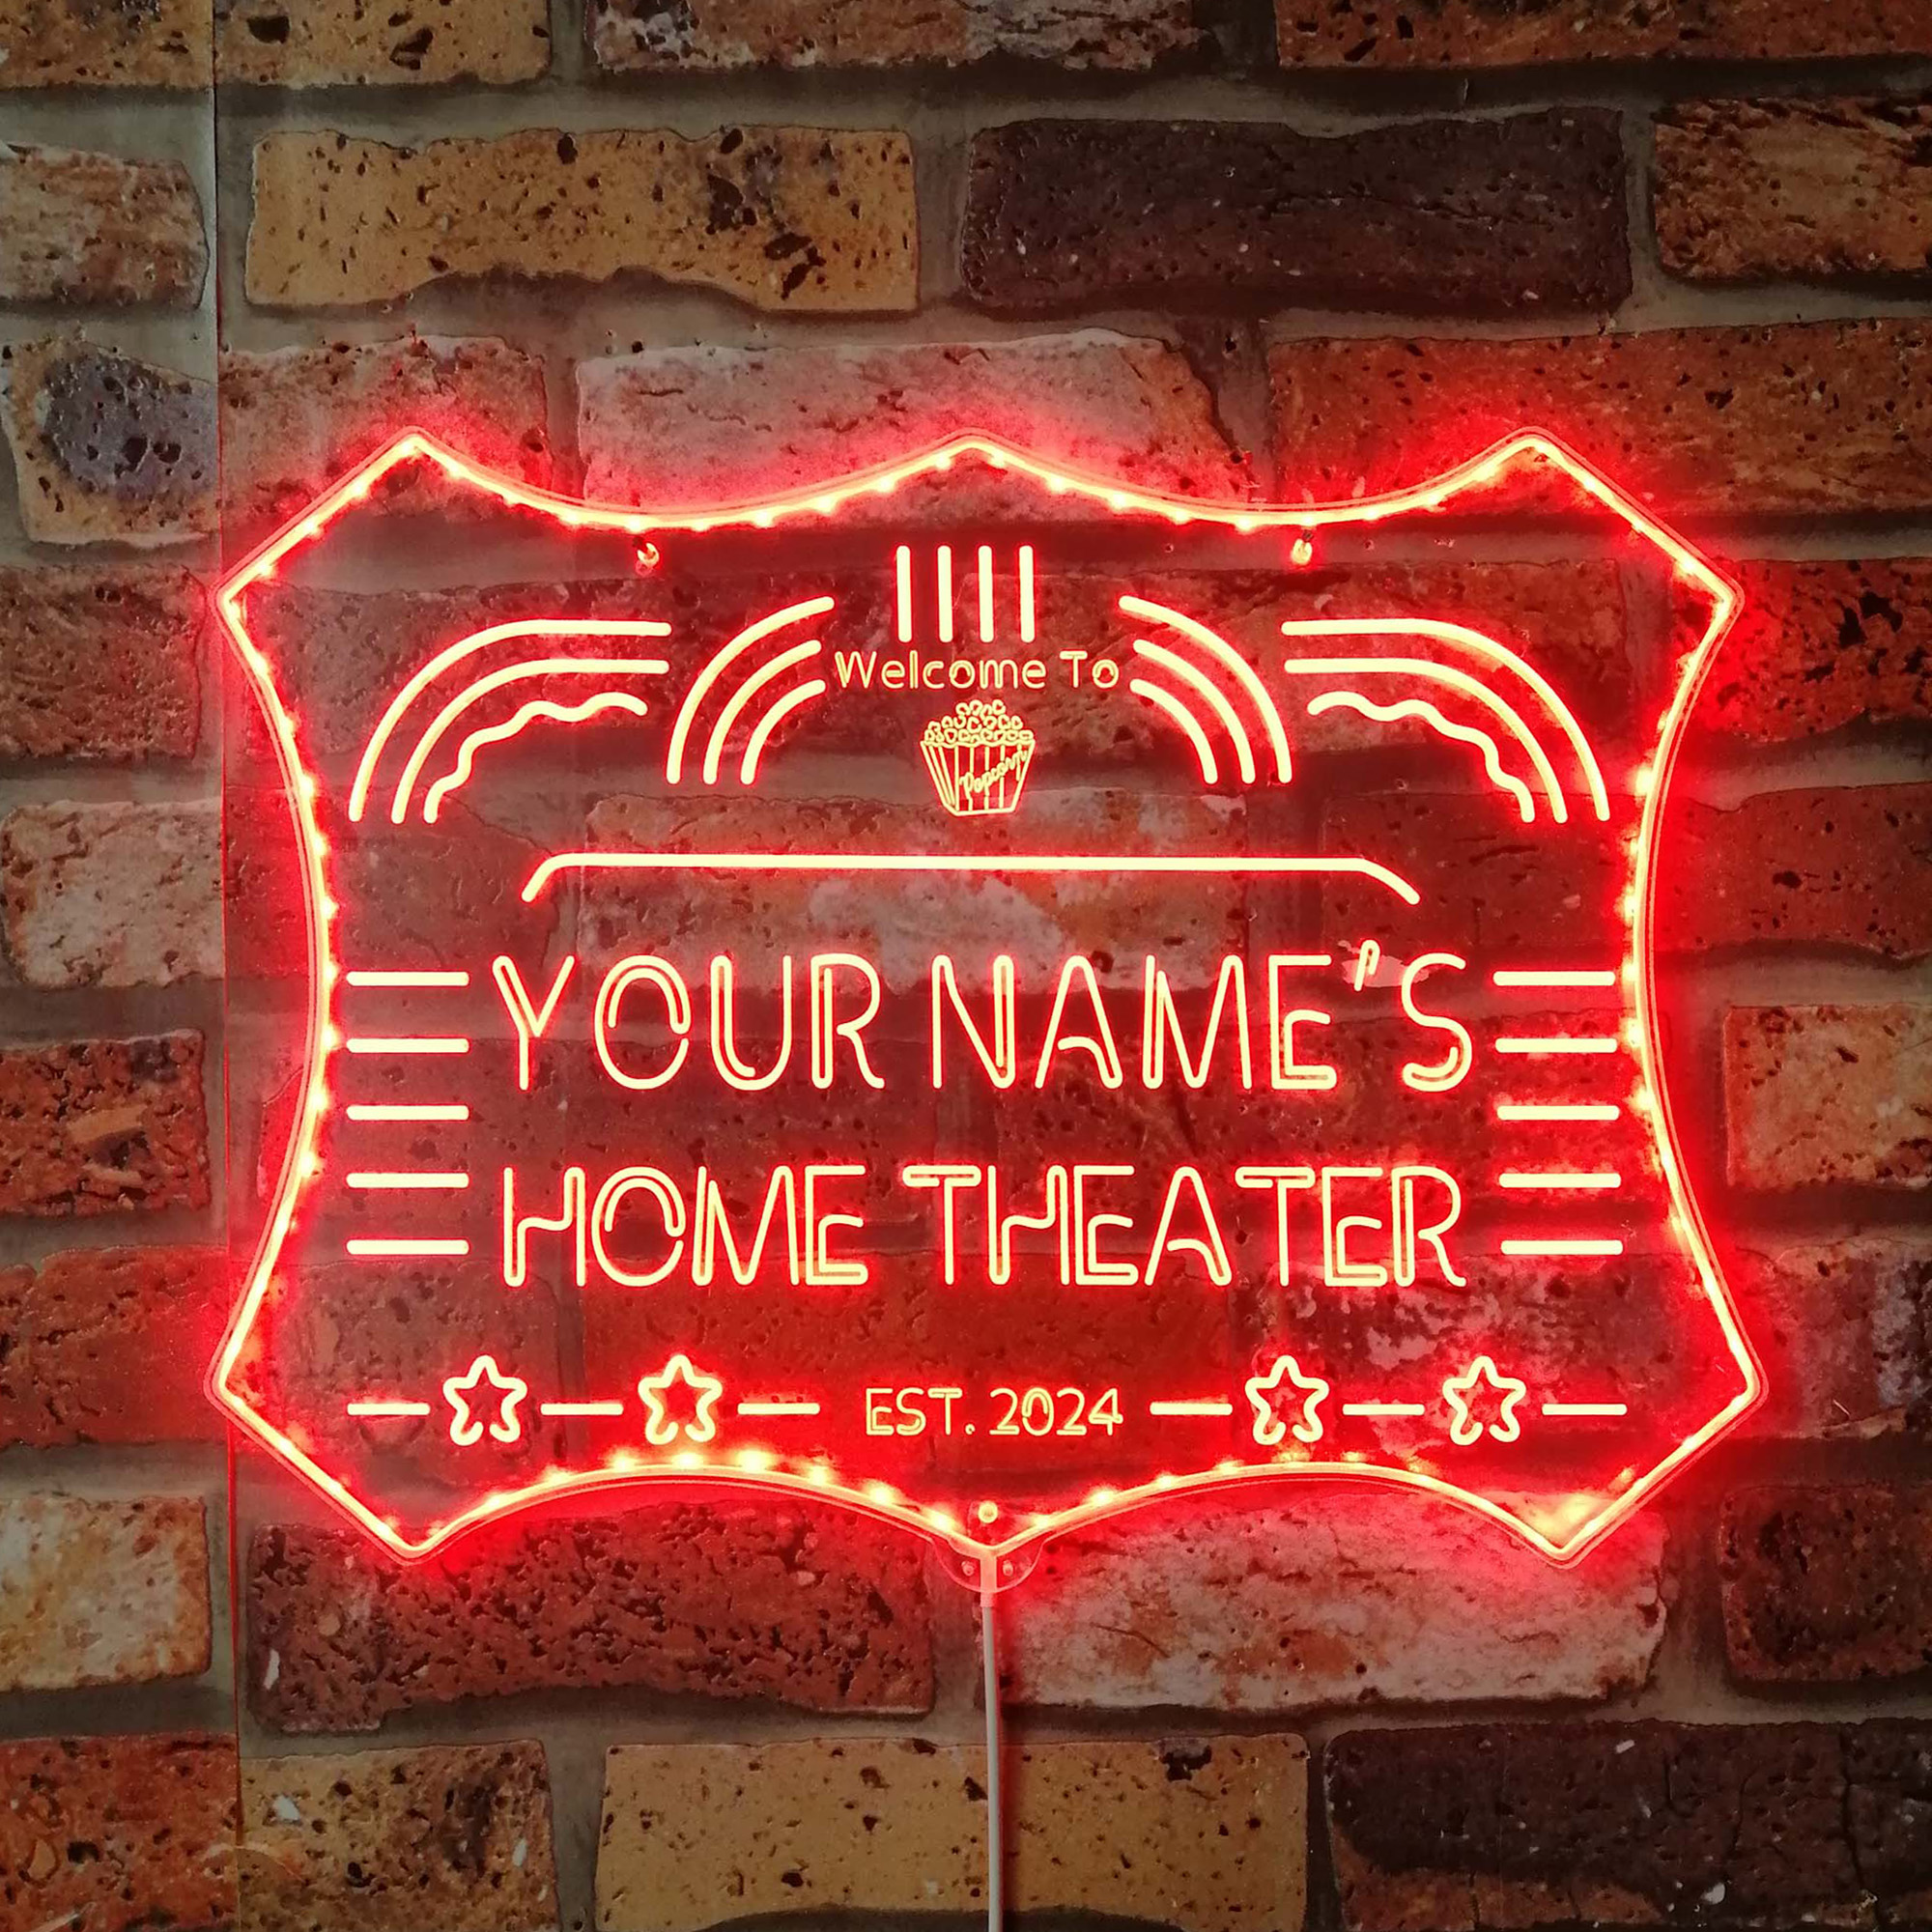 Welcome To
Popcorn
YOUR NAME'S
HOME THEATER
EST. 2024